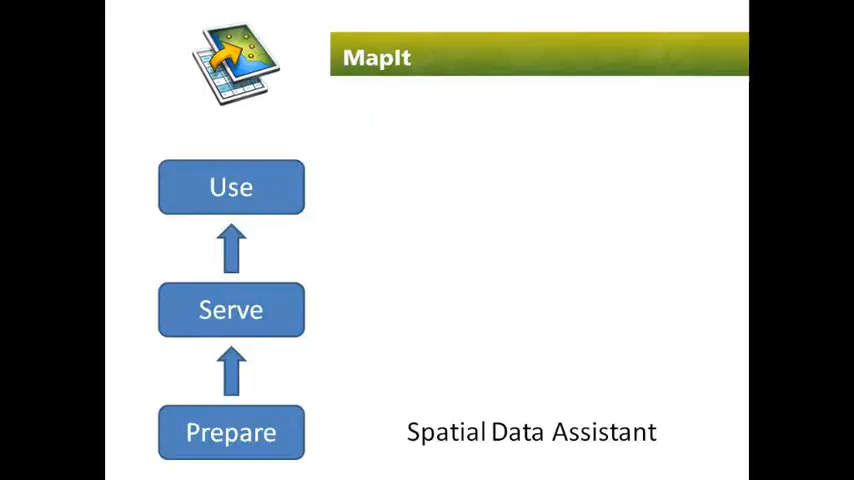 MapIt
Use
Serve
Prepare
Spatial Data Assistant